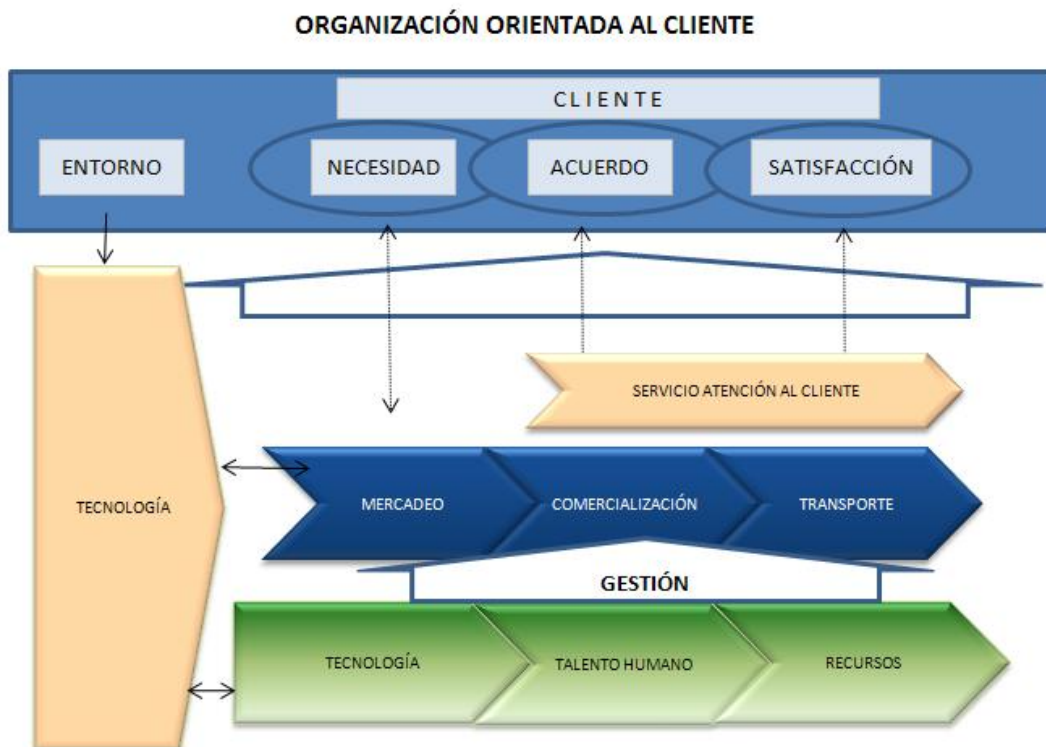 ORGANIZACIÓN ORIENTADA AL CLIENTE
C L I E N T E
ENTORNO
NECESIDAD
ACUERDO
SATISFACCIÓN
SERVICIO ATENCIÓN AL CLIENTE
TECNOLOGÍA
MERCADEO
COMERCIALIZACIÓN
TRANSPORTE
GESTIÓN
TECNOLOGÍA
TALENTO HUMANO
RECURSOS